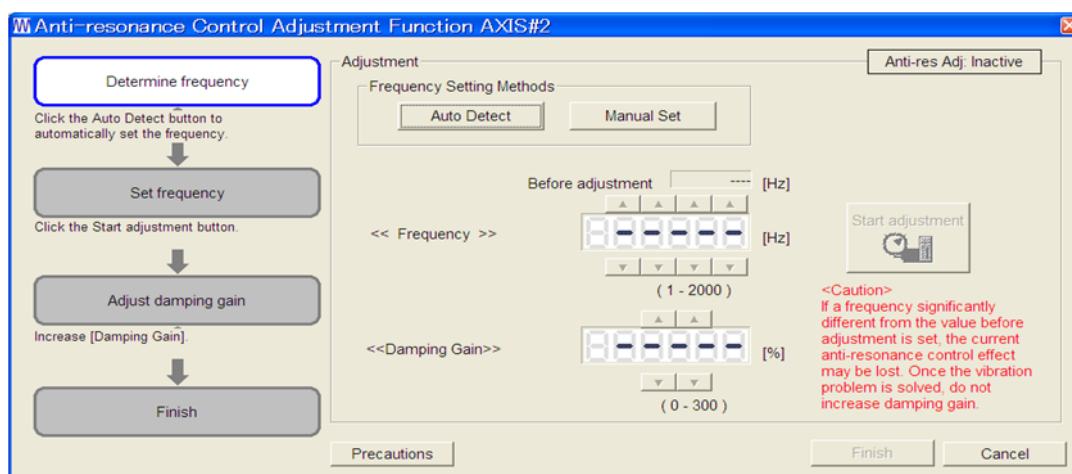 Anti-resonance Control Adjustment Function AXIS#2
Determine frequency
Click the Auto Detect button to
automatically set the frequency.
Set frequency
Click the Start adjustment button.
Adjust damping gain
Increase [Damping Gain].
Finish
Adjustment
Anti-res Adj: Inactive
Frequency Setting Methods
Auto Detect
Manual Set
Before adjustment ---- [Hz]
<< Frequency >> ----- [Hz]
( 1 - 2000 )
<<Damping Gain>> ----- [%]
( 0 - 300 )
Start adjustment
<Caution>
If a frequency significantly
different from the value before
adjustment is set, the current
anti-resonance control effect
may be lost. Once the vibration
problem is solved, do not
increase damping gain.
Precautions
Finish
Cancel